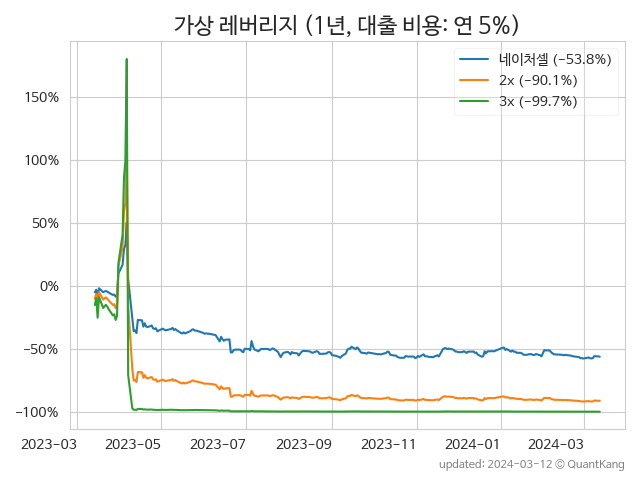 가상 레버리지 (1년, 대출 비용: 연 5%)
네이처셀 (−53.8%)
2x (−90.1%)
3x (−99.7%)
150%
100%
50%
0%
−50%
−100%
2023−03 2023−05 2023−07 2023−09 2023−11 2024−01 2024−03
updated: 2024-03-12 © QuantKang